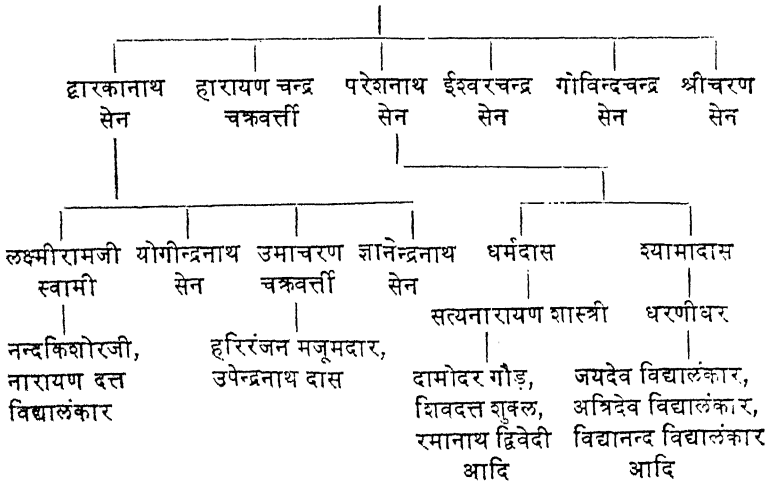 द्वारकानाथ हारायण चन्द्र परेशनाथ ईश्वरचन्द्र गोविन्दचन्द्र श्रीचरण
सेन चक्रवर्त्ती सेन सेन सेन सेन
लक्ष्मीरामजी योगीन्द्रनाथ उमाचरण ज्ञानेन्द्रनाथ धर्मदास श्यामादास
स्वामी सेन चक्रवर्त्ती सेन
सत्यनारायण शास्त्री धरणीधर
नन्दकिशोरजी, हरिरंजन मजूमदार,
नारायण दत्त उपेन्द्रनाथ दास
विद्यालंकार
दामोदर गौड़, जयदेव विद्यालंकार,
शिवदत्त शुक्ल, अत्रिदेव विद्यालंकार,
रमानाथ द्विवेदी विद्यानन्द विद्यालंकार
आदि आदि